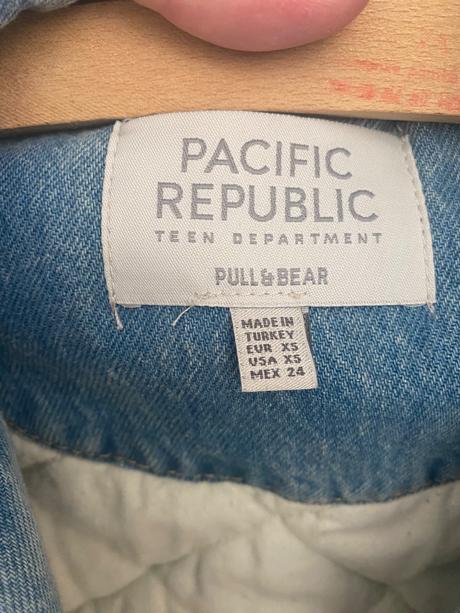 PACIFIC
REPUBLIC
TEEN DEPARTMENT
PULL&BEAR
MADE IN
TURKEY
EUR XS
USA XS
MEX 24